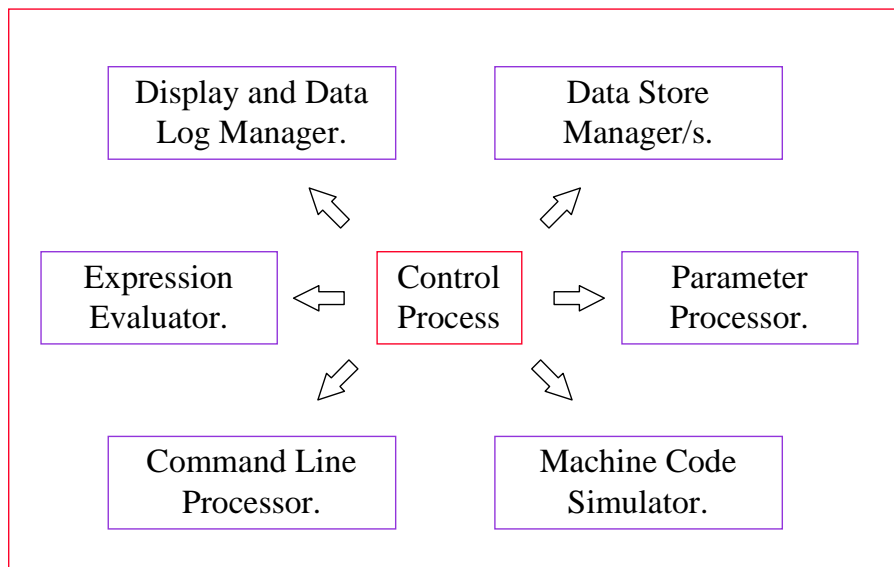 Display and Data
Log Manager.
Data Store
Manager/s.
Expression
Evaluator.
Control
Process
Parameter
Processor.
Command Line
Processor.
Machine Code
Simulator.